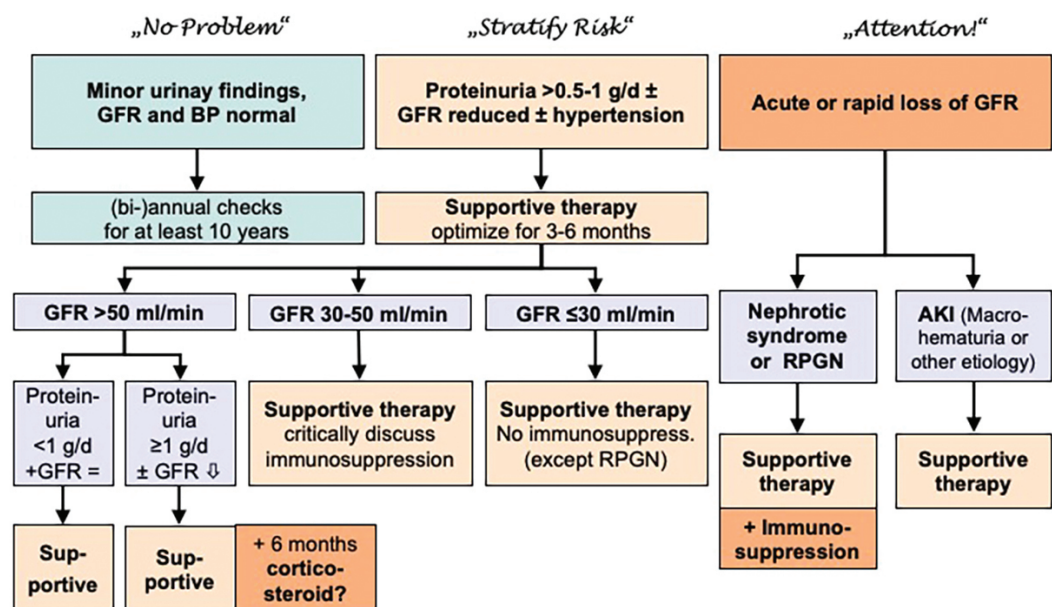 „No Problem“
„Stratify Risk“
„Attention!“
Minor urinay findings,
GFR and BP normal
Proteinuria >0.5-1 g/d ±
GFR reduced ± hypertension
Acute or rapid loss of GFR
(bi-)annual checks
for at least 10 years
Supportive therapy
optimize for 3-6 months
GFR >50 ml/min
GFR 30-50 ml/min
GFR ≤30 ml/min
Nephrotic
syndrome
or RPGN
AKI (Macro-
hematuria or
other etiology)
Protein-
uria
<1 g/d
+GFR =
Protein-
uria
≥1 g/d
± GFR ⇩
Supportive therapy
critically discuss
immunosuppression
Supportive therapy
No immunosuppress.
(except RPGN)
Supportive
therapy
+ Immuno-
suppression
Supportive
therapy
Sup-
portive
Sup-
portive
+ 6 months
cortico-
steroid?